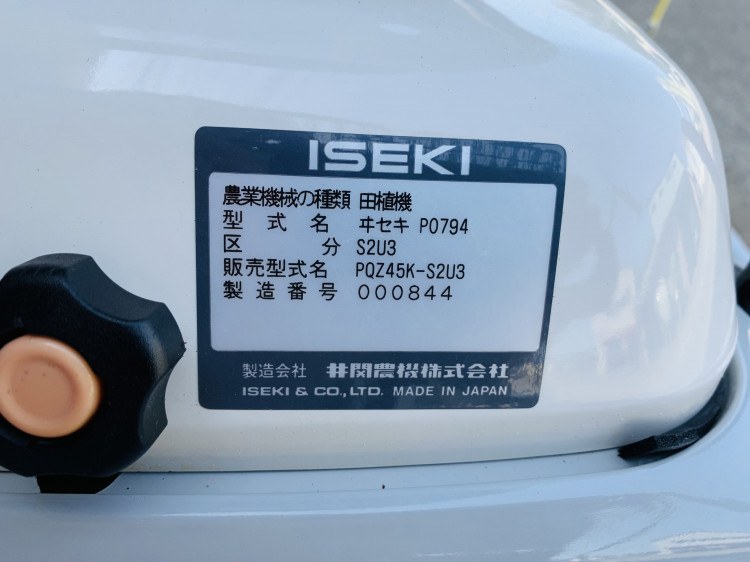 ISEKI
農業機械の種類 田植機
型式名 ヰセキ P0794
区分 S2U3
販売型式名 PQZ45K-S2U3
製造番号 000844
製造会社 井関農機株式会社
ISEKI & CO.,LTD. MADE IN JAPAN